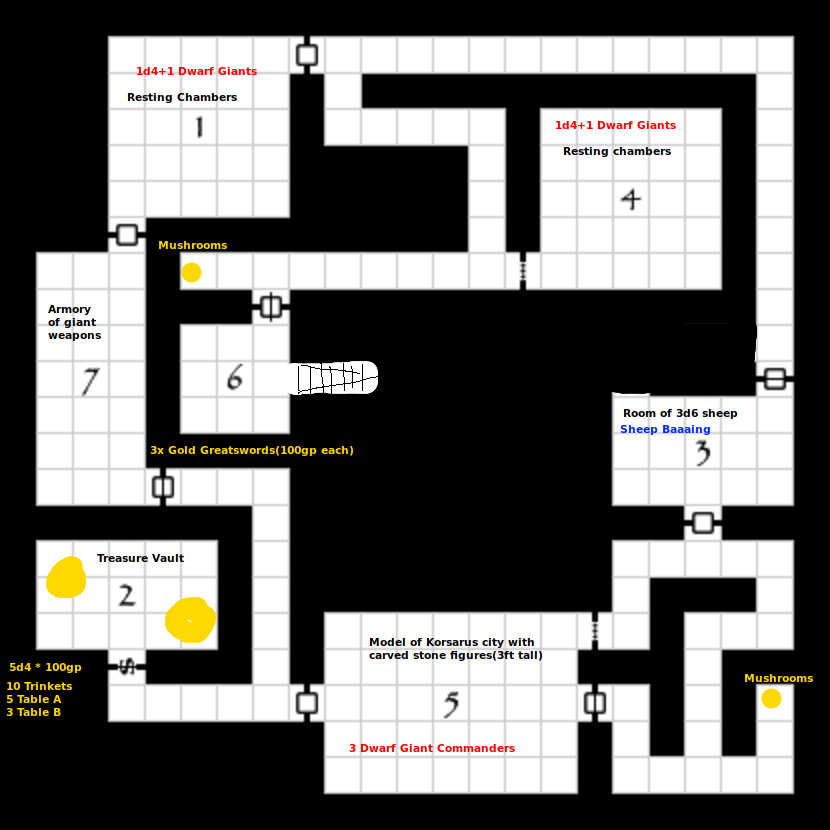 1d4+1 Dwarf Giants
Resting Chambers
1
1d4+1 Dwarf Giants
Resting chambers
4
Mushrooms
Armory
of giant
weapons
7
6
Room of 3d6 sheep
Sheep Baaaing
3
3x Gold Greatswords(100gp each)
Treasure Vault
2
S
5d4 * 100gp
10 Trinkets
5 Table A
3 Table B
Model of Korsarus city with
carved stone figures(3ft tall)
5
3 Dwarf Giant Commanders
Mushrooms